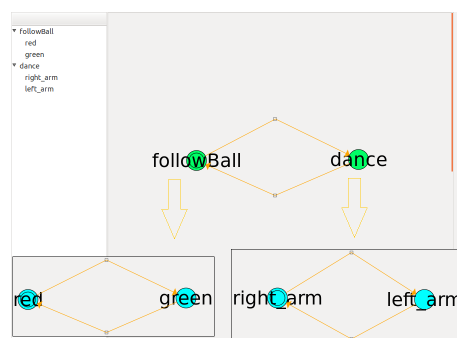 followBall
red
green
dance
right_arm
left_arm
followBall
dance
red
green
right_arm
left_arm